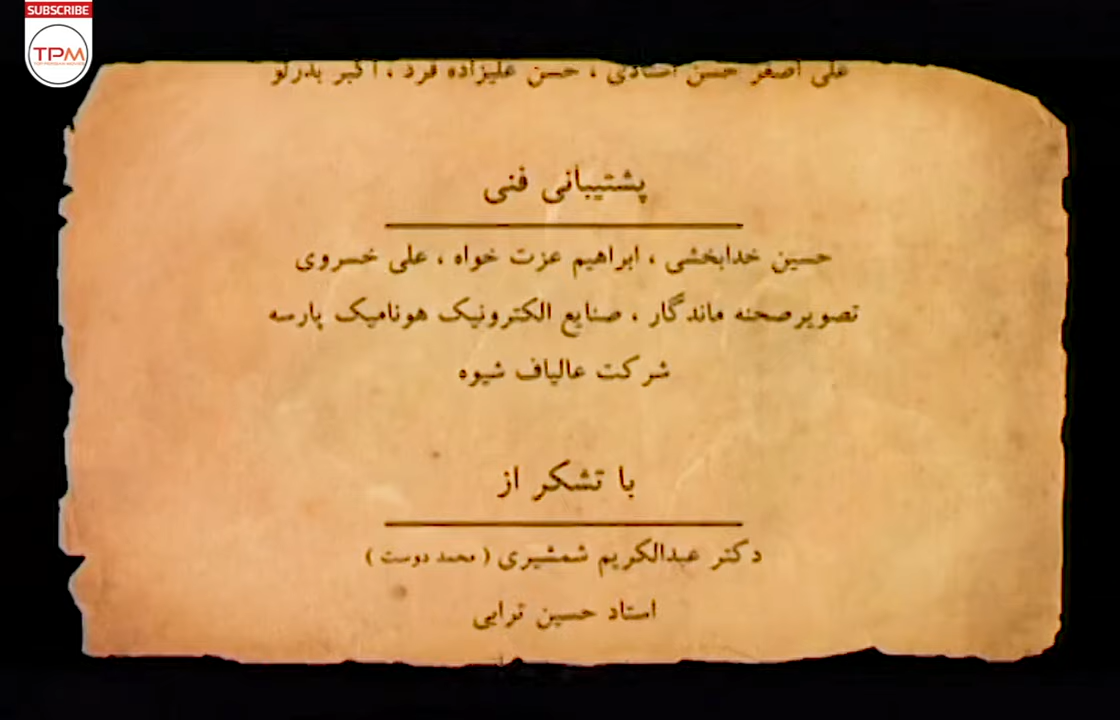 SUBSCRIBE
TPM
علی اصغر حسن استادی ، حسن علیزاده فرد ، اکبر بدرلو
پشتیبانی فنی
حسین خدابخشی ، ابراهیم عزت خواه ، علی خسروی
تصویرصحنه ماندگار ، صنایع الکترونیک هونامیک پارسه
شرکت عالیاف شیوه
با تشکر از
دکتر عبدالکریم شمشیری ( محمد دوست )
استاد حسین ترابی